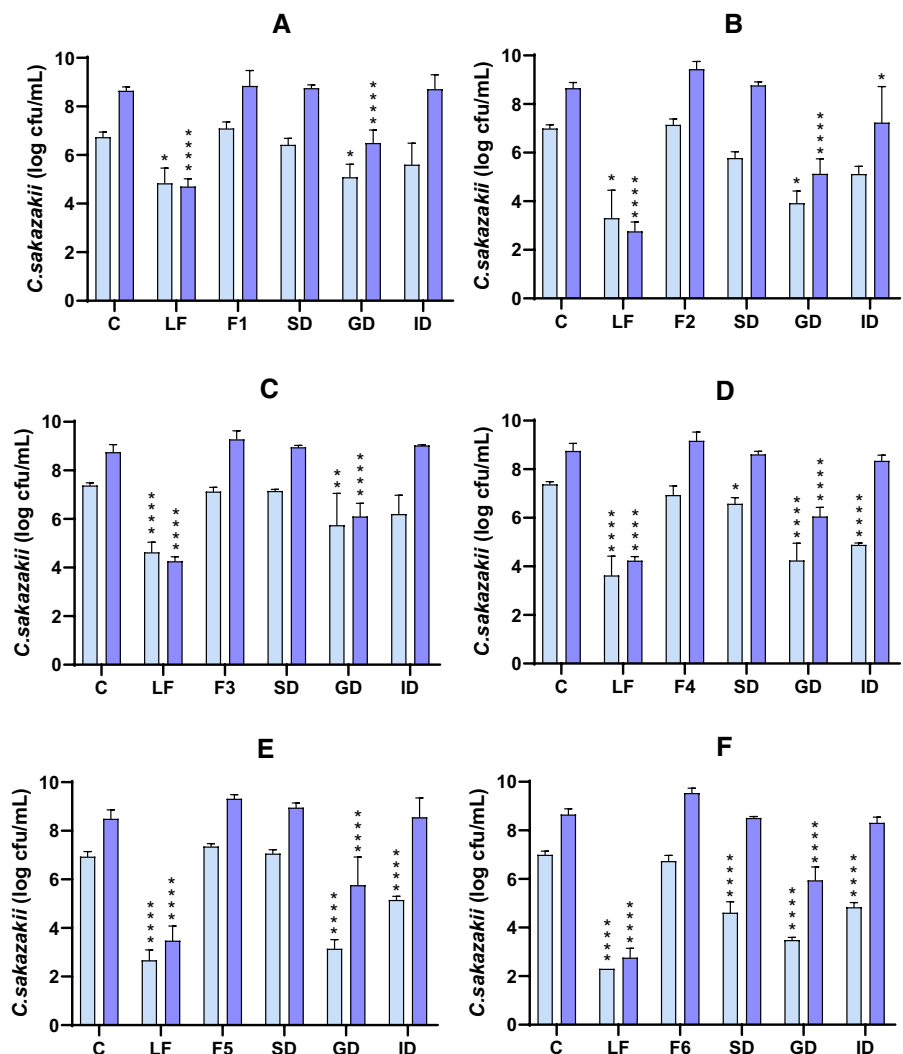 A
C.sakazakii (log cfu/mL)
10
8
6
4
2
0
* **** * ****
C LF F1 SD GD ID
B
C.sakazakii (log cfu/mL)
10
8
6
4
2
0
* **** * **** *
C LF F2 SD GD ID
C
C.sakazakii (log cfu/mL)
10
8
6
4
2
0
**** **** ** ****
C LF F3 SD GD ID
D
C.sakazakii (log cfu/mL)
10
8
6
4
2
0
**** **** * **** **** ****
C LF F4 SD GD ID
E
C.sakazakii (log cfu/mL)
10
8
6
4
2
0
**** **** **** **** ****
C LF F5 SD GD ID
F
C.sakazakii (log cfu/mL)
10
8
6
4
2
0
**** **** **** **** **** ****
C LF F6 SD GD ID